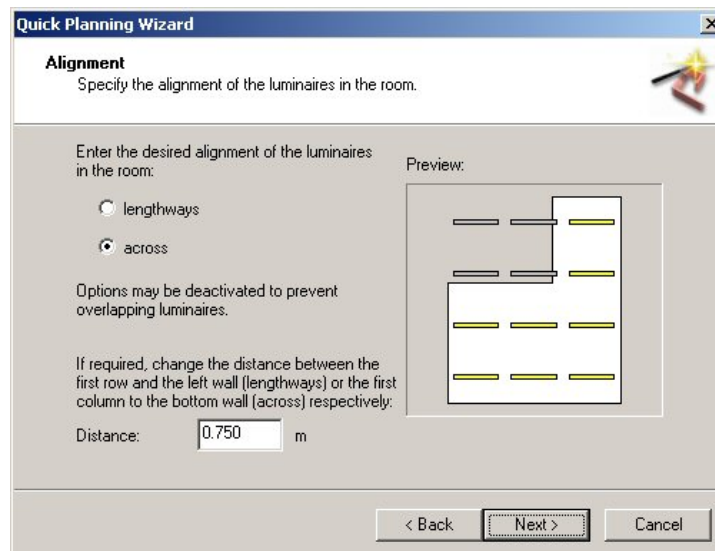 Quick Planning Wizard
Alignment
Specify the alignment of the luminaires in the room.
Enter the desired alignment of the luminaires
in the room:
lengthways
across
Options may be deactivated to prevent
overlapping luminaires.
If required, change the distance between the
first row and the left wall (lengthways) or the first
column to the bottom wall (across) respectively:
Distance: 0.750 m
Preview:
< Back Next > Cancel